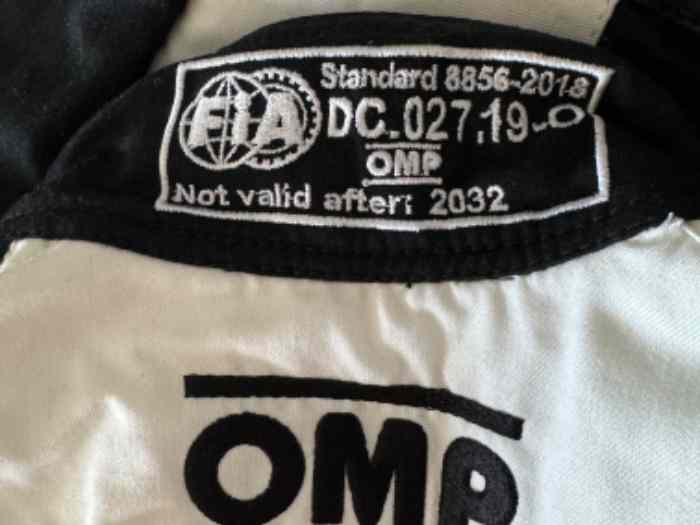 FIA
Standard 8856-2018
DC.027.19-O
OMP
Not valid after: 2032
OMP